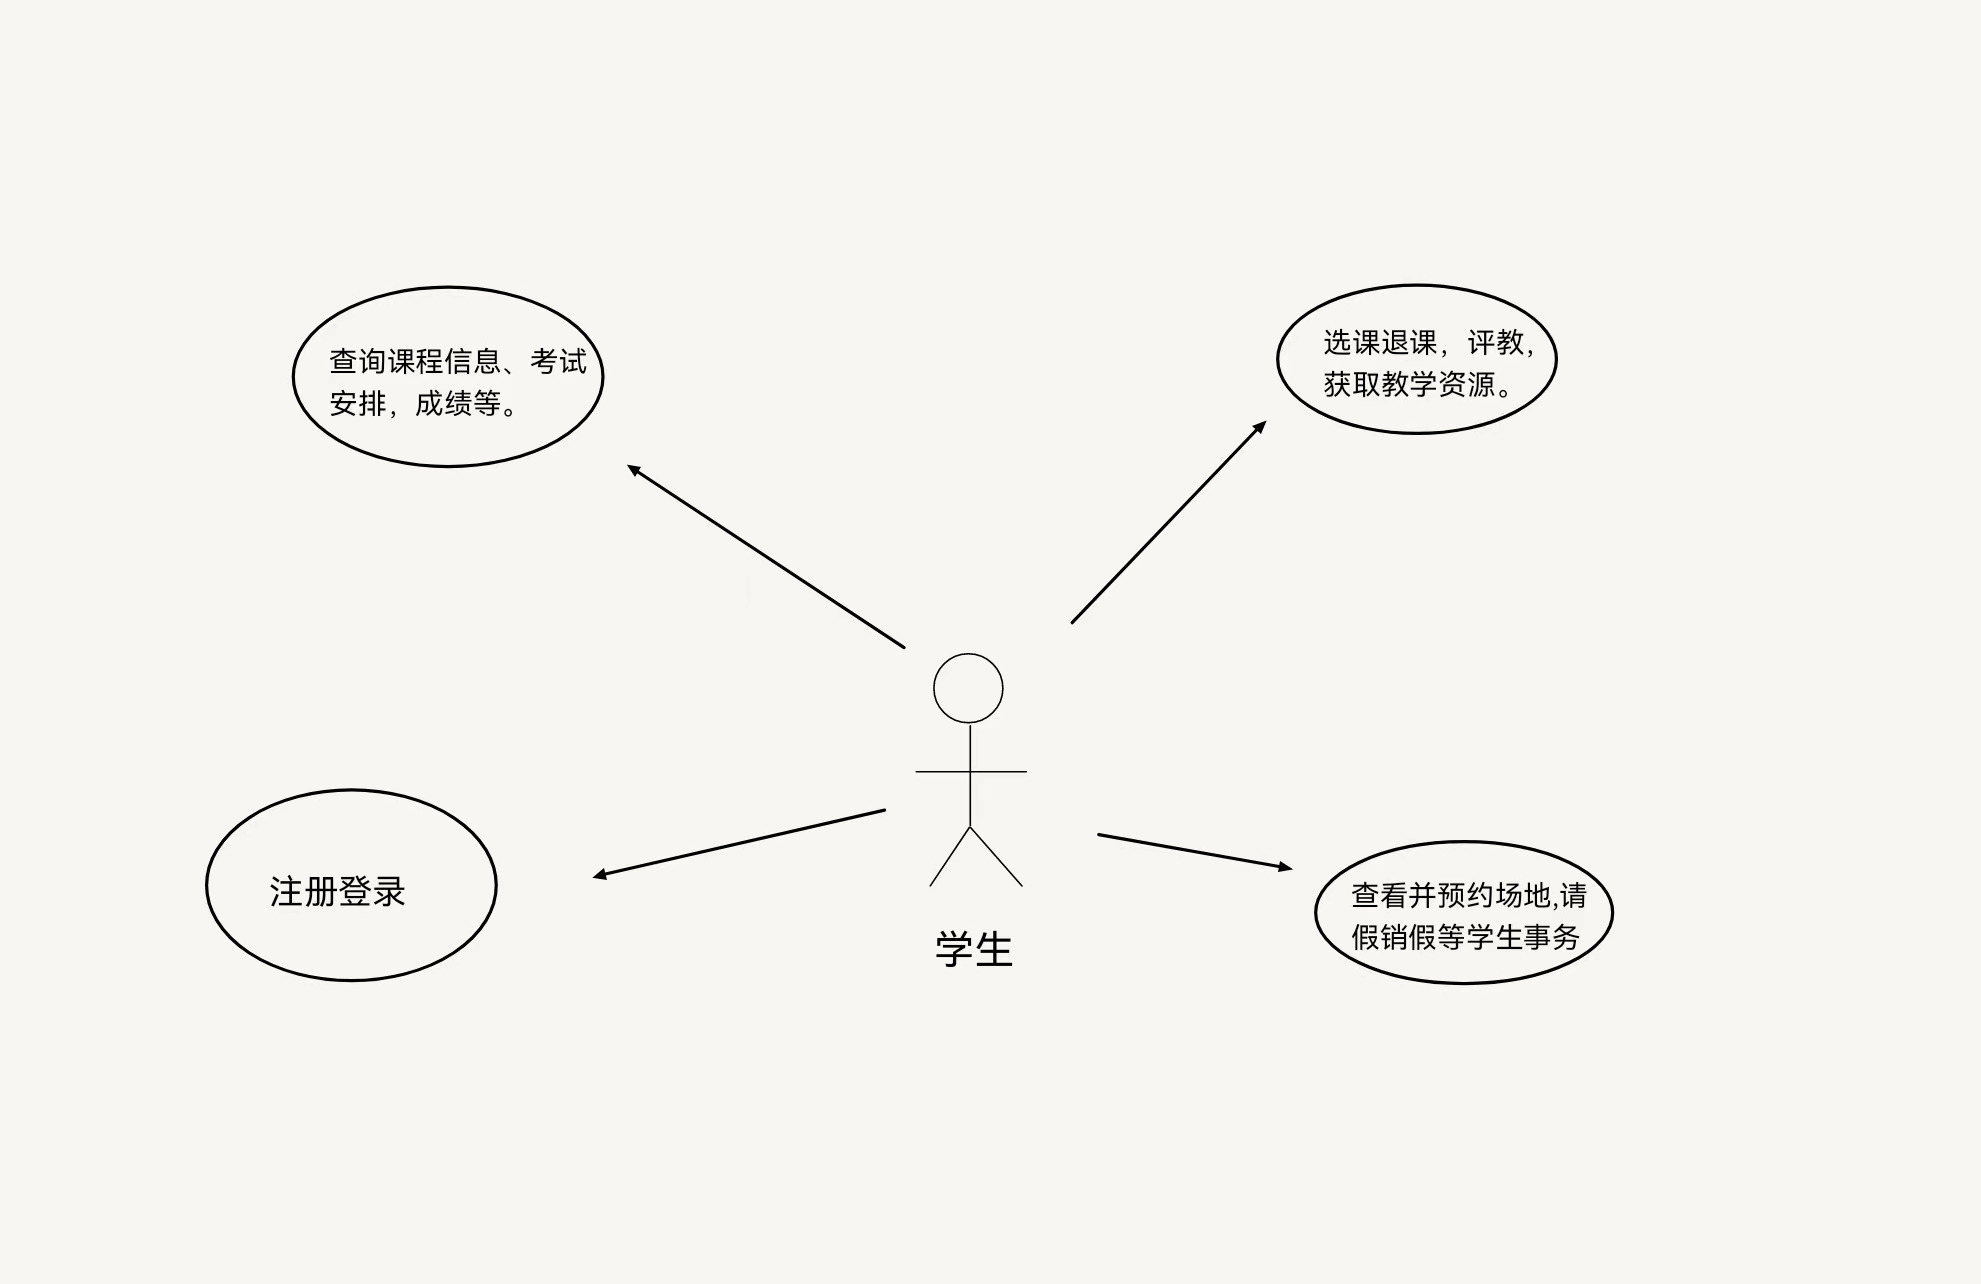 查询课程信息、考试
安排，成绩等。
选课退课，评教，
获取教学资源。
注册登录
学生
查看并预约场地,请
假销假等学生事务